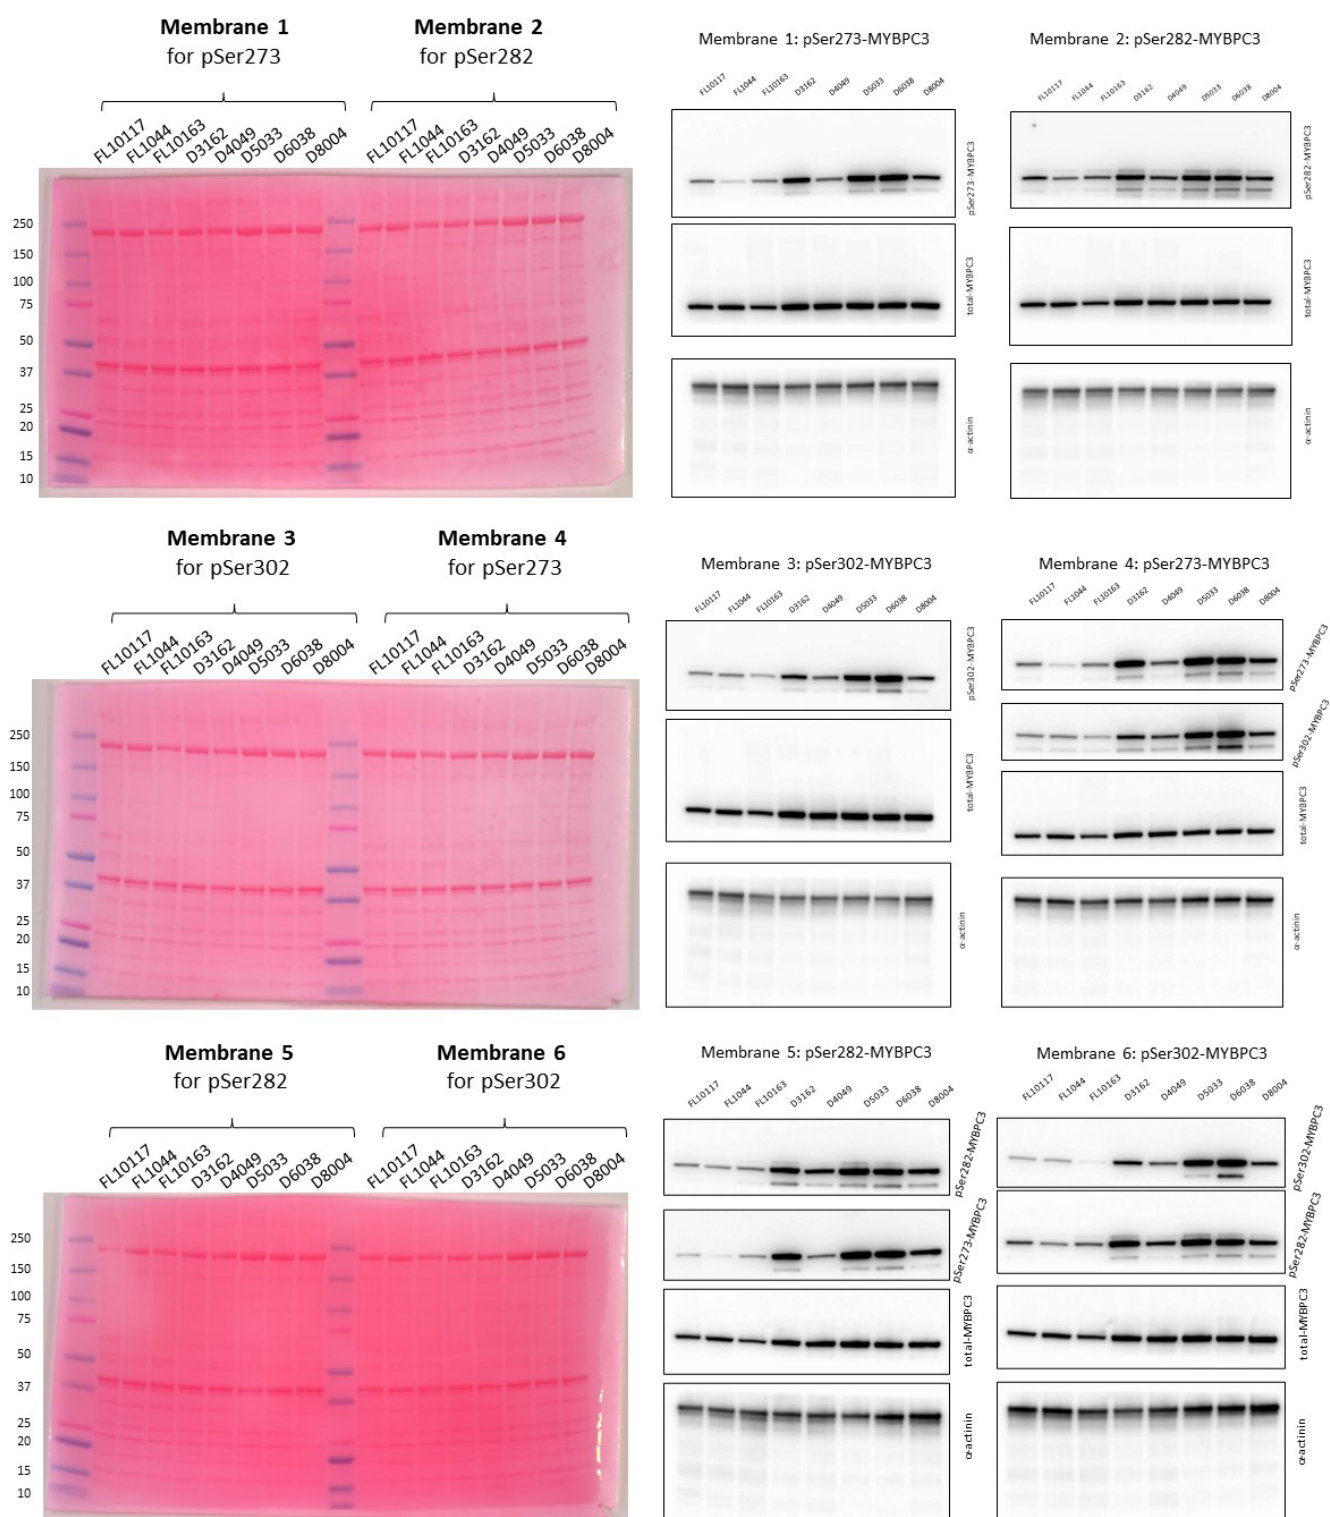 Membrane 1
for pSer273
Membrane 2
for pSer282
FL10117 FL1044 FL10163 D3162 D4049 D5033 D6038 D8004
FL10117 FL1044 FL10163 D3162 D4049 D5033 D6038 D8004
250
150
100
75
50
37
25
20
15
10
Membrane 1: pSer273-MYBPC3
FL10117 FL1044 FL10163 D3162 D4049 D5033 D6038 D8004
pSer273-MYBPC3
total-MYBPC3
α-actinin
Membrane 2: pSer282-MYBPC3
FL10117 FL1044 FL10163 D3162 D4049 D5033 D6038 D8004
pSer282-MYBPC3
total-MYBPC3
α-actinin
Membrane 3
for pSer302
Membrane 4
for pSer273
FL10117 FL1044 FL10163 D3162 D4049 D5033 D6038 D8004
FL10117 FL1044 FL10163 D3162 D4049 D5033 D6038 D8004
250
150
100
75
50
37
25
20
15
10
Membrane 3: pSer302-MYBPC3
FL10117 FL1044 FL10163 D3162 D4049 D5033 D6038 D8004
pSer302-MYBPC3
total-MYBPC3
α-actinin
Membrane 4: pSer273-MYBPC3
FL10117 FL1044 FL10163 D3162 D4049 D5033 D6038 D8004
pSer273-MYBPC3
pSer302-MYBPC3
total-MYBPC3
α-actinin
Membrane 5
for pSer282
Membrane 6
for pSer302
FL10117 FL1044 FL10163 D3162 D4049 D5033 D6038 D8004
FL10117 FL1044 FL10163 D3162 D4049 D5033 D6038 D8004
250
150
100
75
50
37
25
20
15
10
Membrane 5: pSer282-MYBPC3
FL10117 FL1044 FL10163 D3162 D4049 D5033 D6038 D8004
pSer282-MYBPC3
pSer273-MYBPC3
total-MYBPC3
α-actinin
Membrane 6: pSer302-MYBPC3
FL10117 FL1044 FL10163 D3162 D4049 D5033 D6038 D8004
pSer302-MYBPC3
pSer282-MYBPC3
total-MYBPC3
α-actinin